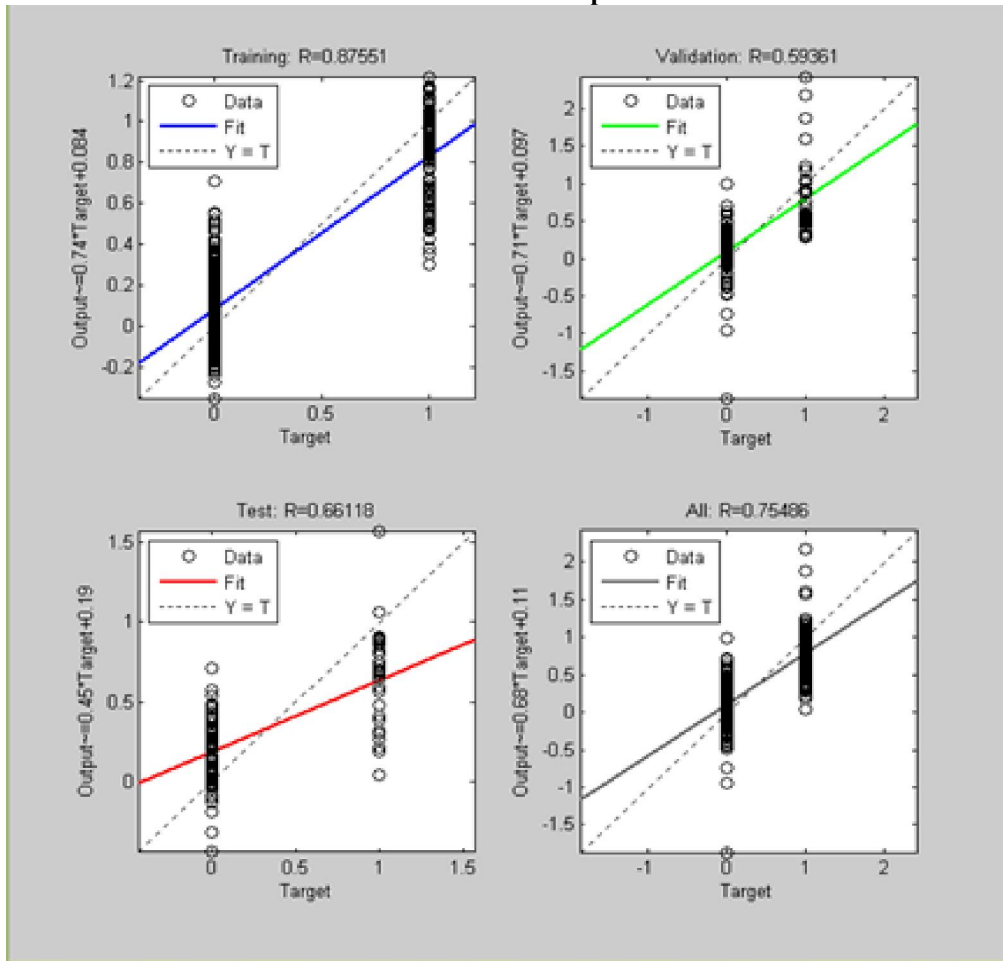 Training: R=0.87551
Output~=0.74*Target+0.084
1.2
1
0.8
0.6
0.4
0.2
0
-0.2
Data
Fit
Y = T
0
0.5
1
Target
Validation: R=0.59361
Output~=0.71*Target+0.097
2
1.5
1
0.5
0
-0.5
-1
-1.5
Data
Fit
Y = T
-1
0
1
2
Target
Test: R=0.66118
Output~=0.45*Target+0.19
1.5
1
0.5
0
Data
Fit
Y = T
0
0.5
1
1.5
Target
All: R=0.75486
Output~=0.68*Target+0.11
2
1.5
1
0.5
0
-0.5
-1
-1.5
Data
Fit
Y = T
-1
0
1
2
Target